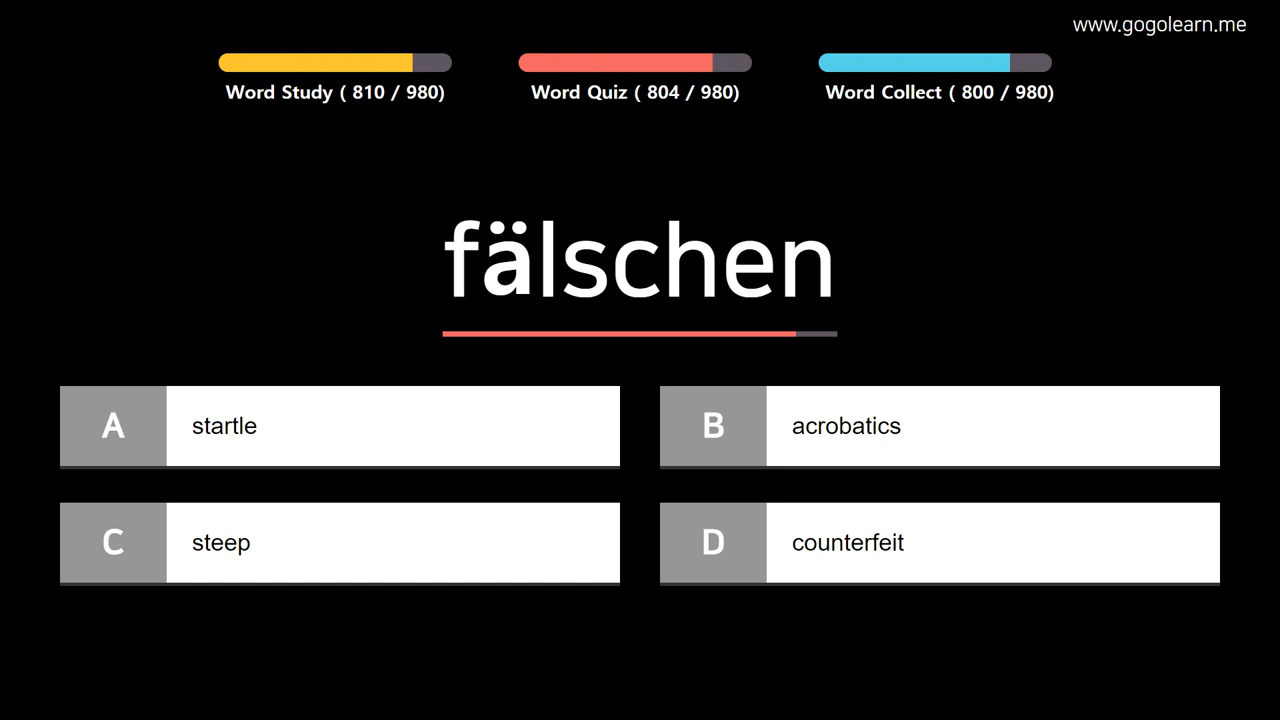 www.gogolearn.me
Word Study ( 810 / 980)
Word Quiz ( 804 / 980)
Word Collect ( 800 / 980)
fälschen
A startle
B acrobatics
C steep
D counterfeit